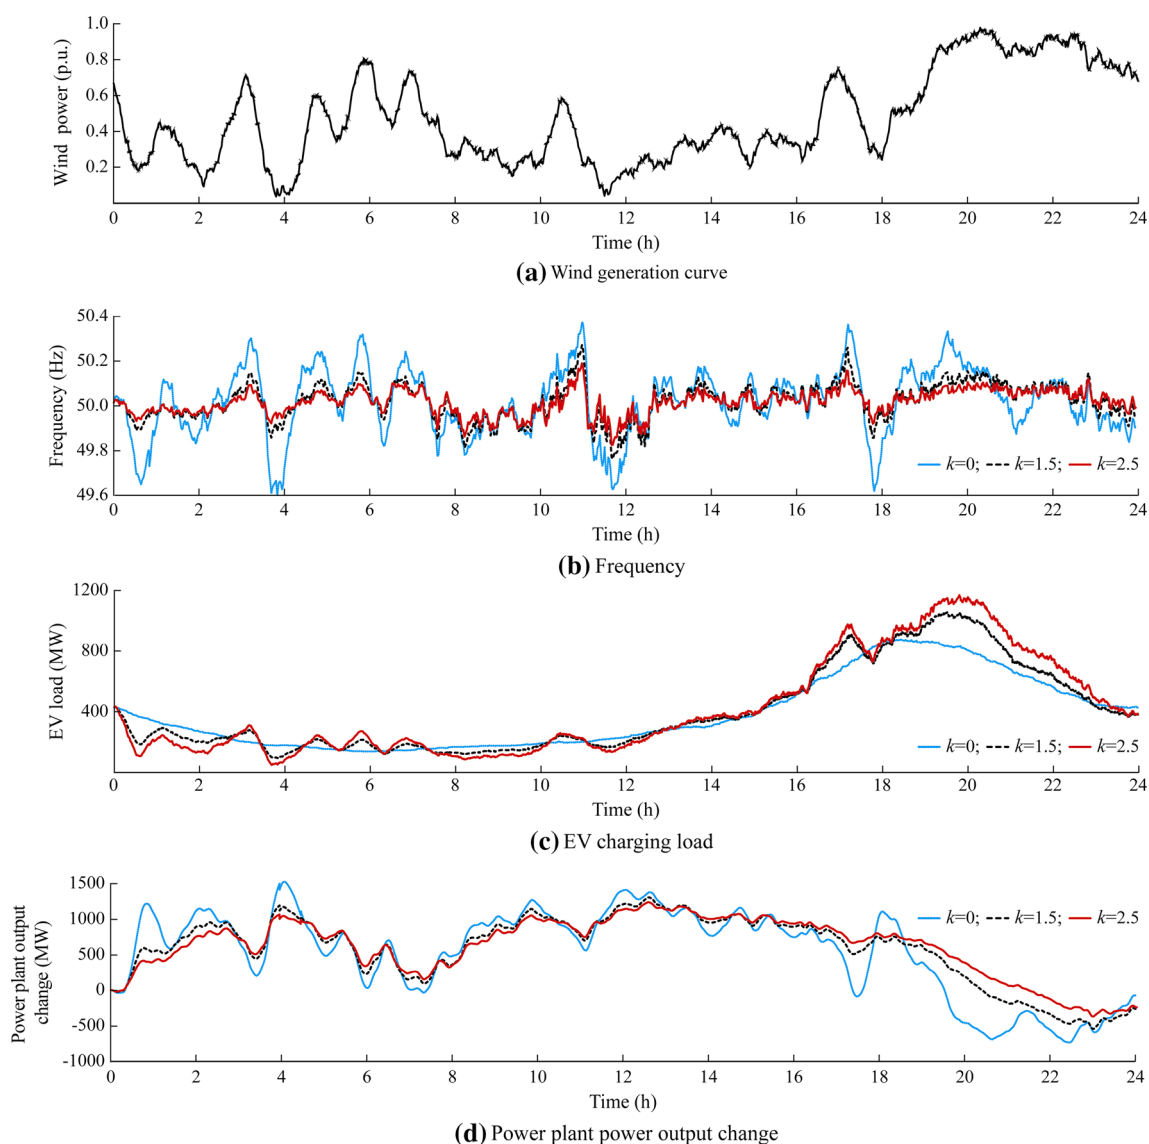 1.0
0.8
0.6
0.4
0.2
Wind power (p.u.)
0 2 4 6 8 10 12 14 16 18 20 22 24
Time (h)
(a) Wind generation curve
50.4
50.2
50.0
49.8
49.6
Frequency (Hz)
k=0; k=1.5; k=2.5
0 2 4 6 8 10 12 14 16 18 20 22 24
Time (h)
(b) Frequency
1200
800
400
EV load (MW)
k=0; k=1.5; k=2.5
0 2 4 6 8 10 12 14 16 18 20 22 24
Time (h)
(c) EV charging load
1500
1000
500
0
-500
-1000
Power plant output
change (MW)
k=0; k=1.5; k=2.5
0 2 4 6 8 10 12 14 16 18 20 22 24
Time (h)
(d) Power plant power output change